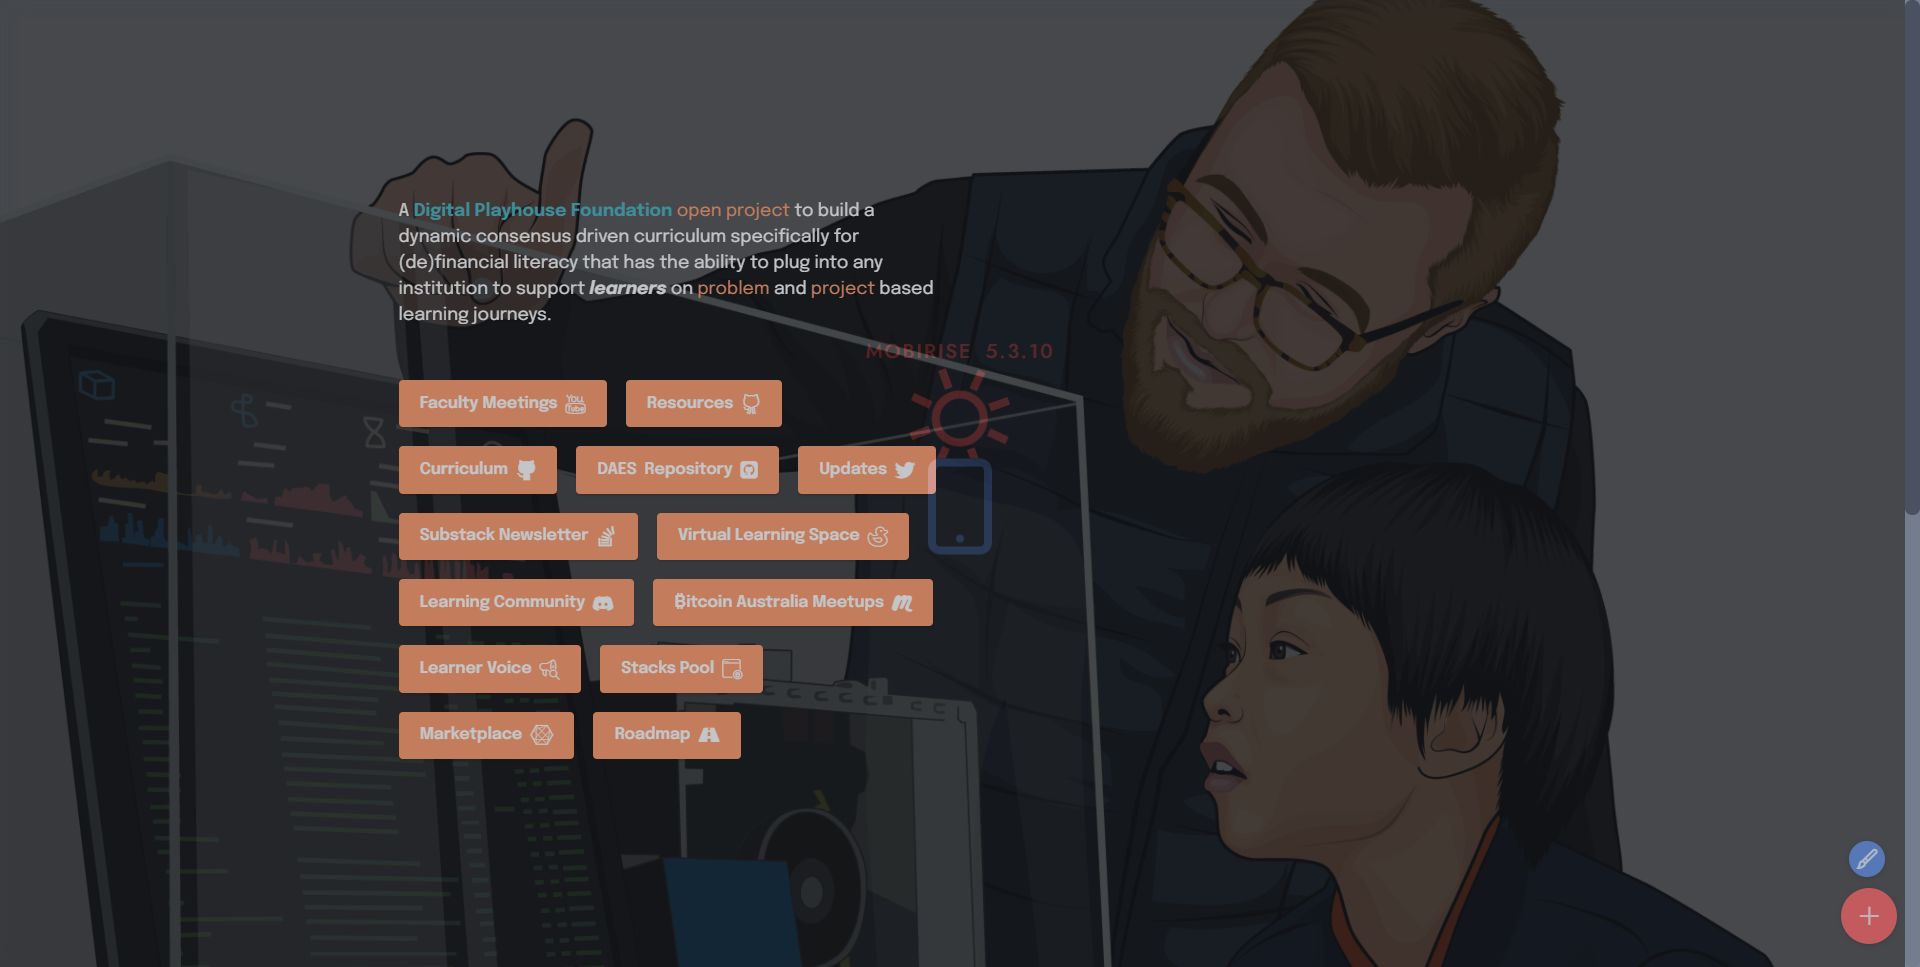 A Digital Playhouse Foundation open project to build a
dynamic consensus driven curriculum specifically for
(de)financial literacy that has the ability to plug into any
institution to support learners on problem and project based
learning journeys.
MOBIRISE 5.3.10
Faculty Meetings You Tube
Resources
Curriculum
DAES Repository
Updates
Substack Newsletter
Virtual Learning Space
Learning Community
₿itcoin Australia Meetups
Learner Voice
Stacks Pool
Marketplace
Roadmap